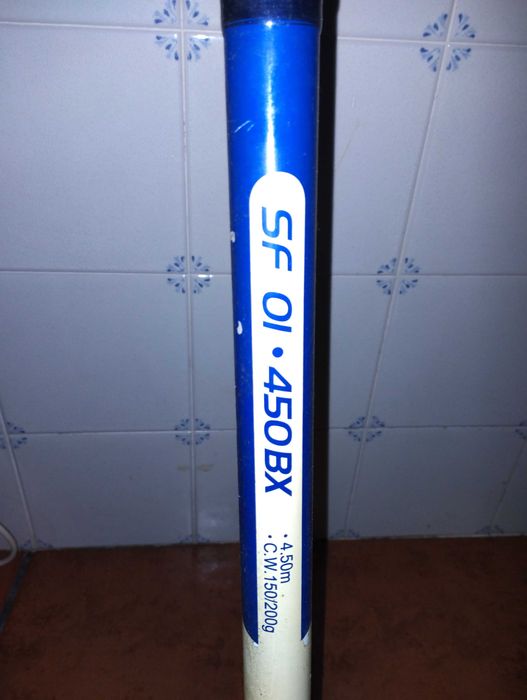 SF 01 • 450BX
• 4.50m
• C.W.150/200g